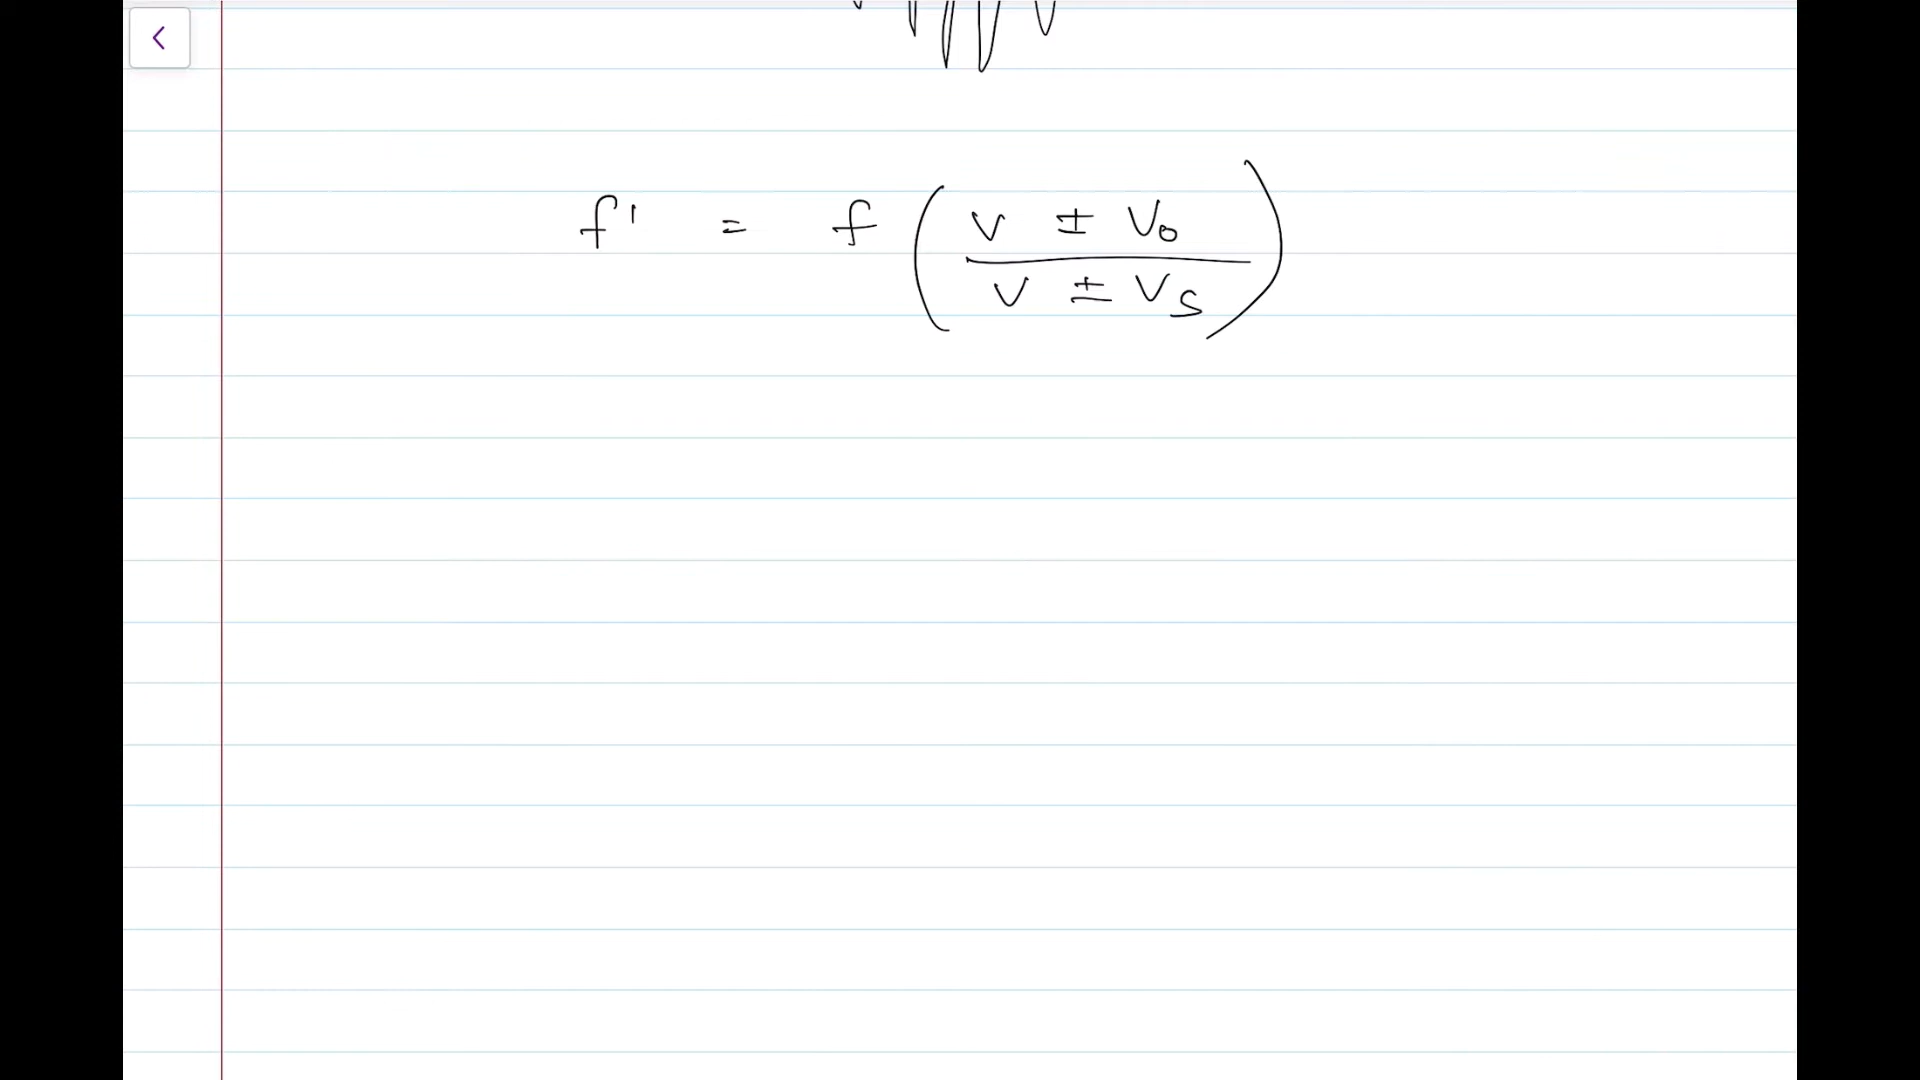 f' = f ( v ± v₀ / v ± vₛ )